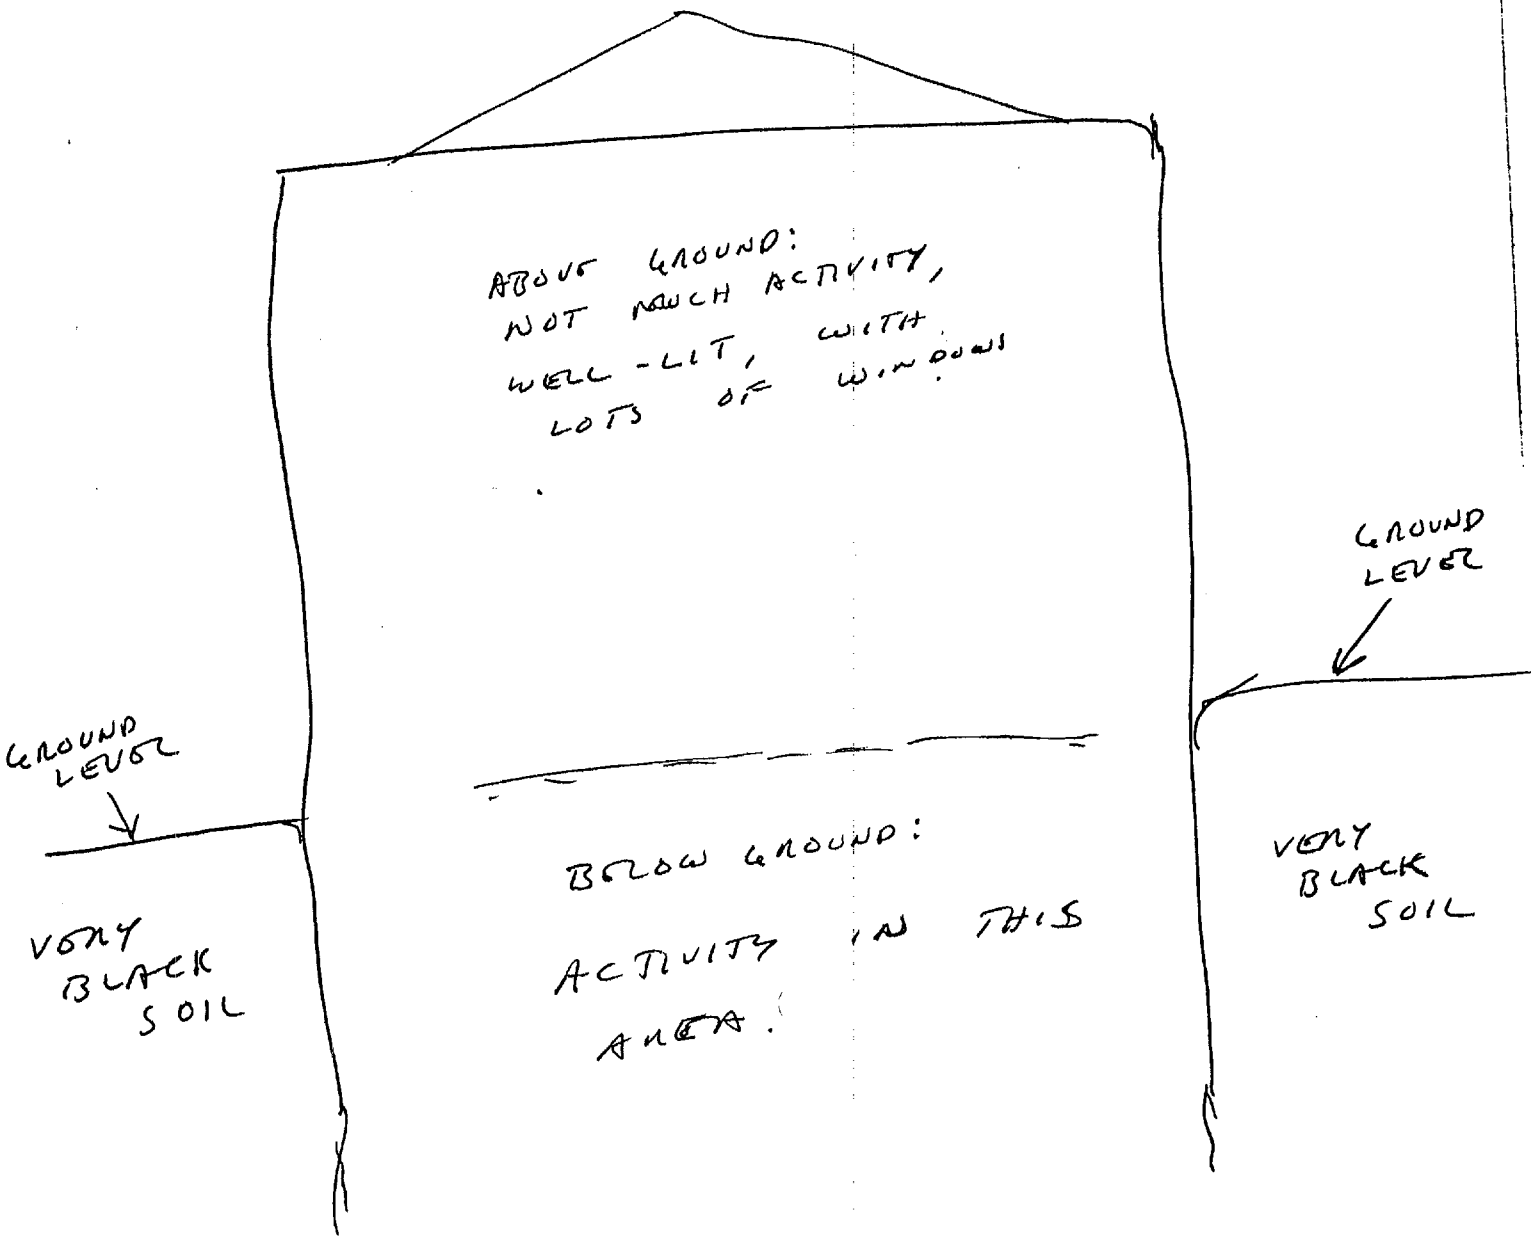 ABOVE GROUND:
NOT MUCH ACTIVITY,
WELL-LIT, WITH
LOTS OF WINDOWS
GROUND
LEVEL
GROUND
LEVEL
BELOW GROUND:
ACTIVITY IN THIS
AREA.
VERY
BLACK
SOIL
VERY
BLACK
SOIL